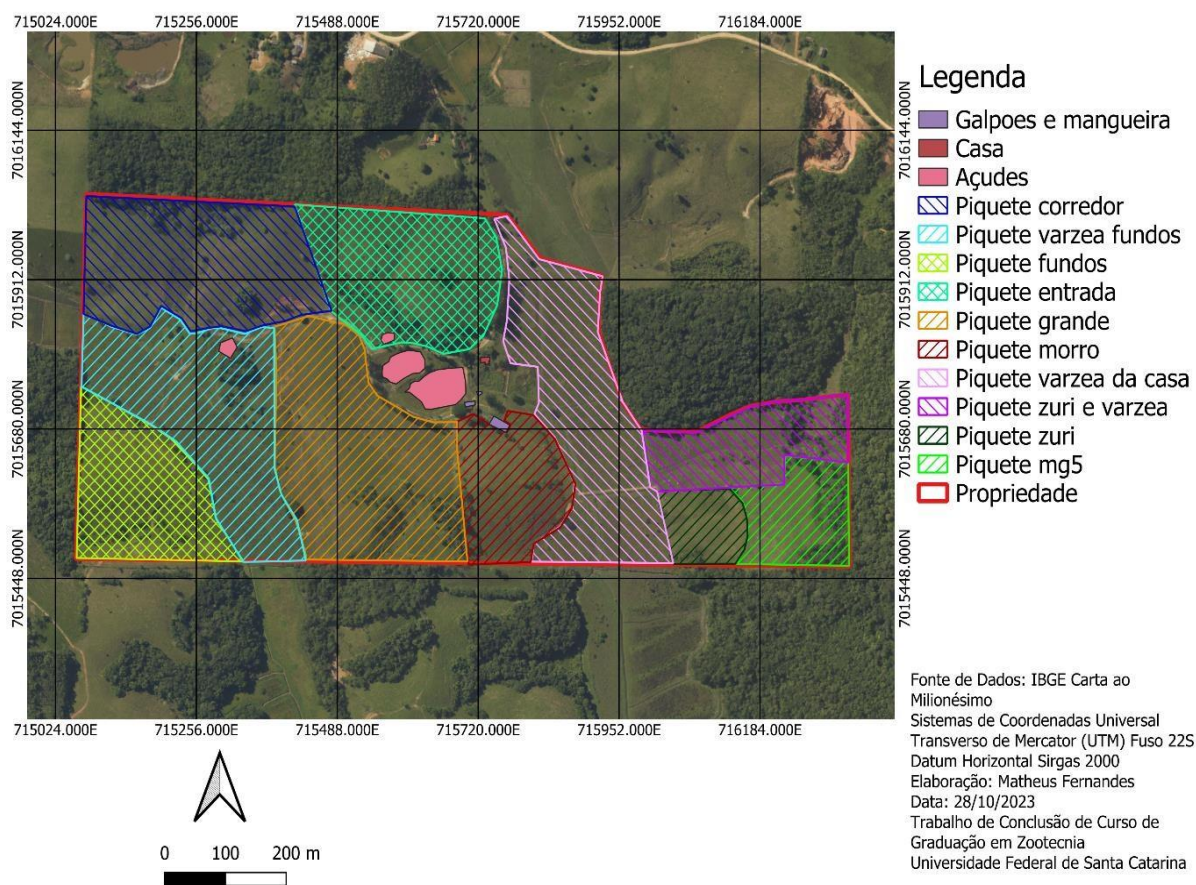 715024.000E 715256.000E 715488.000E 715720.000E 715952.000E 716184.000E
7016144.000N
7015912.000N
7015680.000N
7015448.000N
7016144.000N
7015912.000N
7015680.000N
7015448.000N
715024.000E 715256.000E 715488.000E 715720.000E 715952.000E 716184.000E
0 100 200 m
Legenda
Galpoes e mangueira
Casa
Açudes
Piquete corredor
Piquete varzea fundos
Piquete fundos
Piquete entrada
Piquete grande
Piquete morro
Piquete varzea da casa
Piquete zuri e varzea
Piquete zuri
Piquete mg5
Propriedade
Fonte de Dados: IBGE Carta ao
Milionésimo
Sistemas de Coordenadas Universal
Transverso de Mercator (UTM) Fuso 22S
Datum Horizontal Sirgas 2000
Elaboração: Matheus Fernandes
Data: 28/10/2023
Trabalho de Conclusão de Curso de
Graduação em Zootecnia
Universidade Federal de Santa Catarina